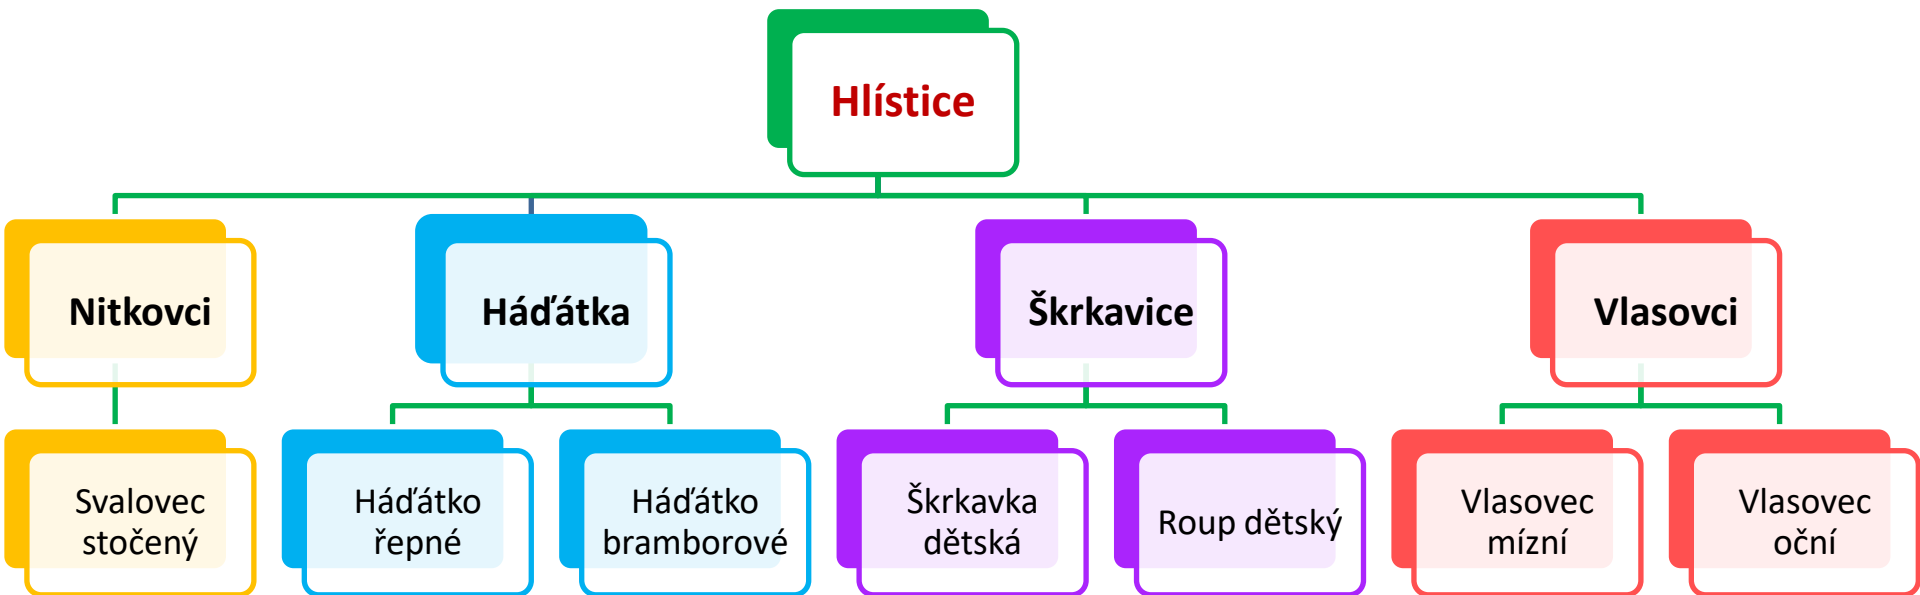 Hlístice
Nitkovci
Háďátka
Škrkavice
Vlasovci
Svalovec
stočený
Háďátko
řepné
Háďátko
bramborové
Škrkavka
dětská
Roup dětský
Vlasovec
mízní
Vlasovec
oční